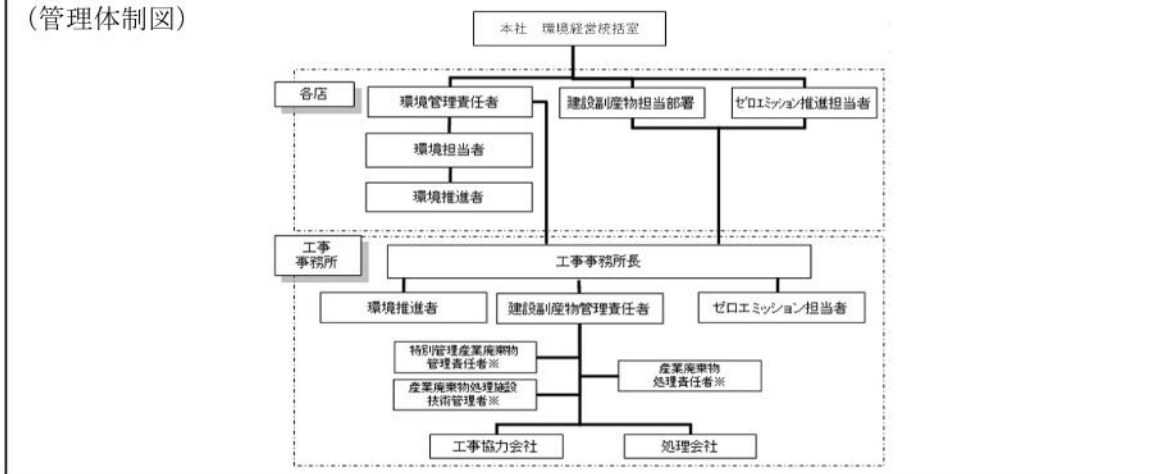 (管理体制図)
本社　環境経営統括室
各店
環境管理責任者
建設副産物担当部署
ゼロエミッション推進担当者
環境担当者
環境推進者
工事
事務所
工事事務所長
環境推進者
建設副産物管理責任者
ゼロエミッション担当者
特別管理産業廃棄物
管理責任者※
産業廃棄物
処理責任者※
産業廃棄物処理施設
技術管理者※
工事協力会社
処理会社